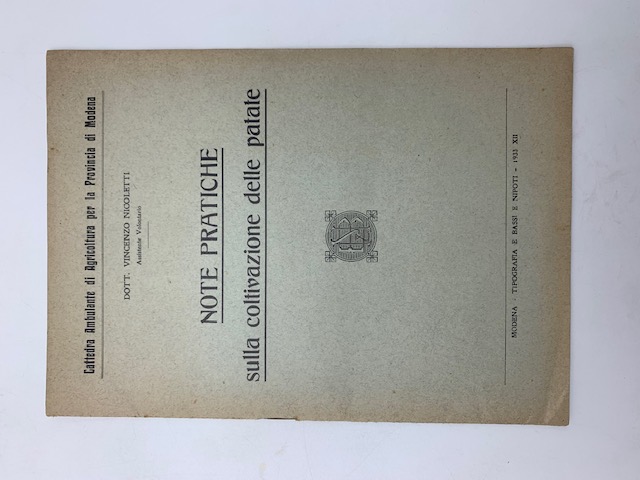 Cattedra Ambulante di Agricoltura per la Provincia di Modena
DOTT. VINCENZO NICOLETTI
Assistente Volontario
NOTE PRATICHE
sulla coltivazione delle patate
MODENA - TIPOGRAFIA E BASSI E NIPOTI - 1933 XII